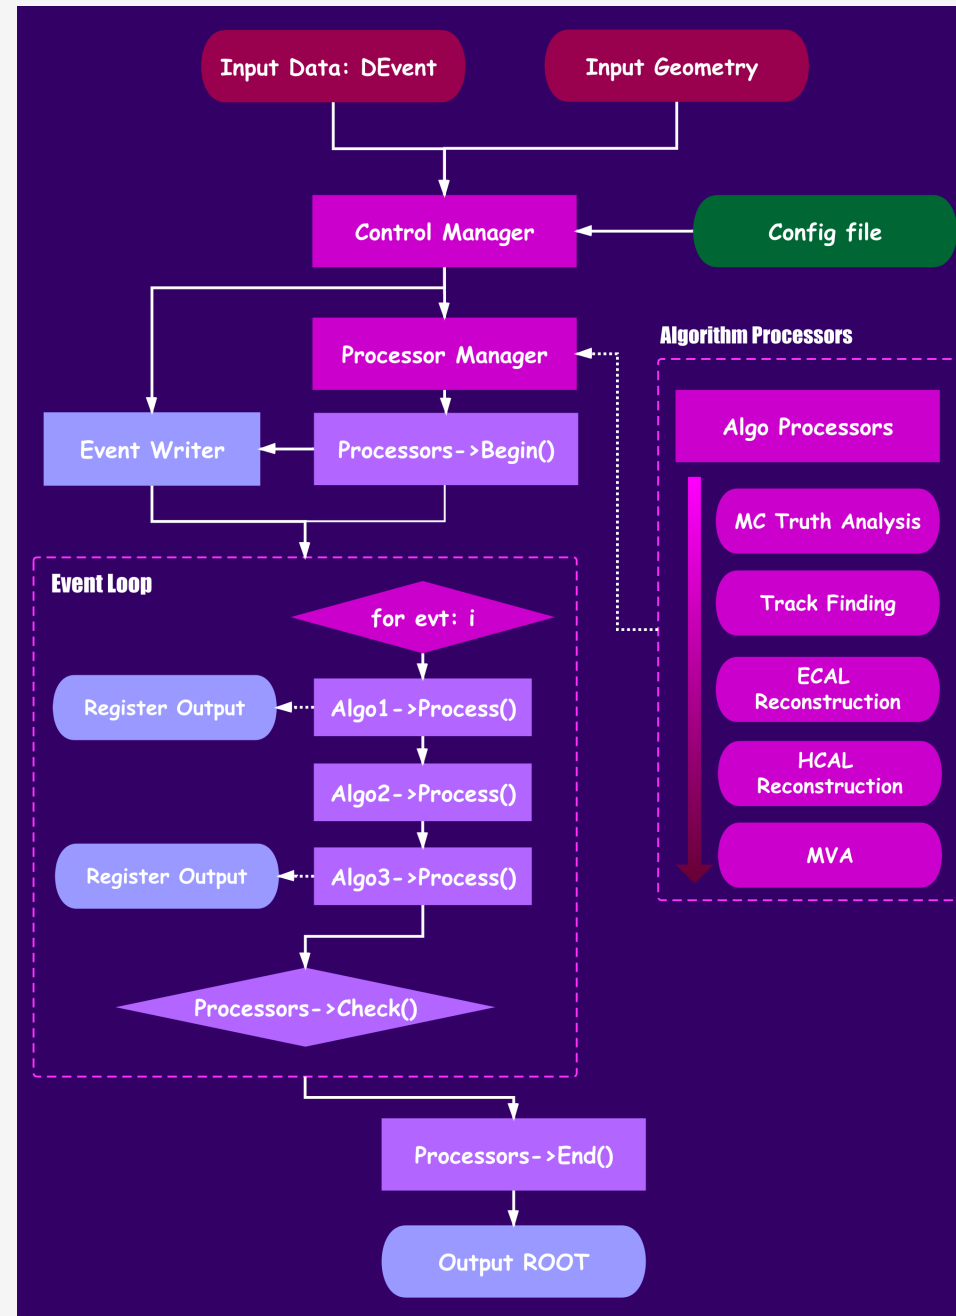 Input Data: DEvent
Input Geometry
Control Manager
Config file
Processor Manager
Algorithm Processors
Algo Processors
Event Writer
Processors->Begin()
MC Truth Analysis
Track Finding
ECAL
Reconstruction
HCAL
Reconstruction
MVA
Event Loop
for evt: i
Register Output
Algo1->Process()
Algo2->Process()
Register Output
Algo3->Process()
Processors->Check()
Processors->End()
Output ROOT